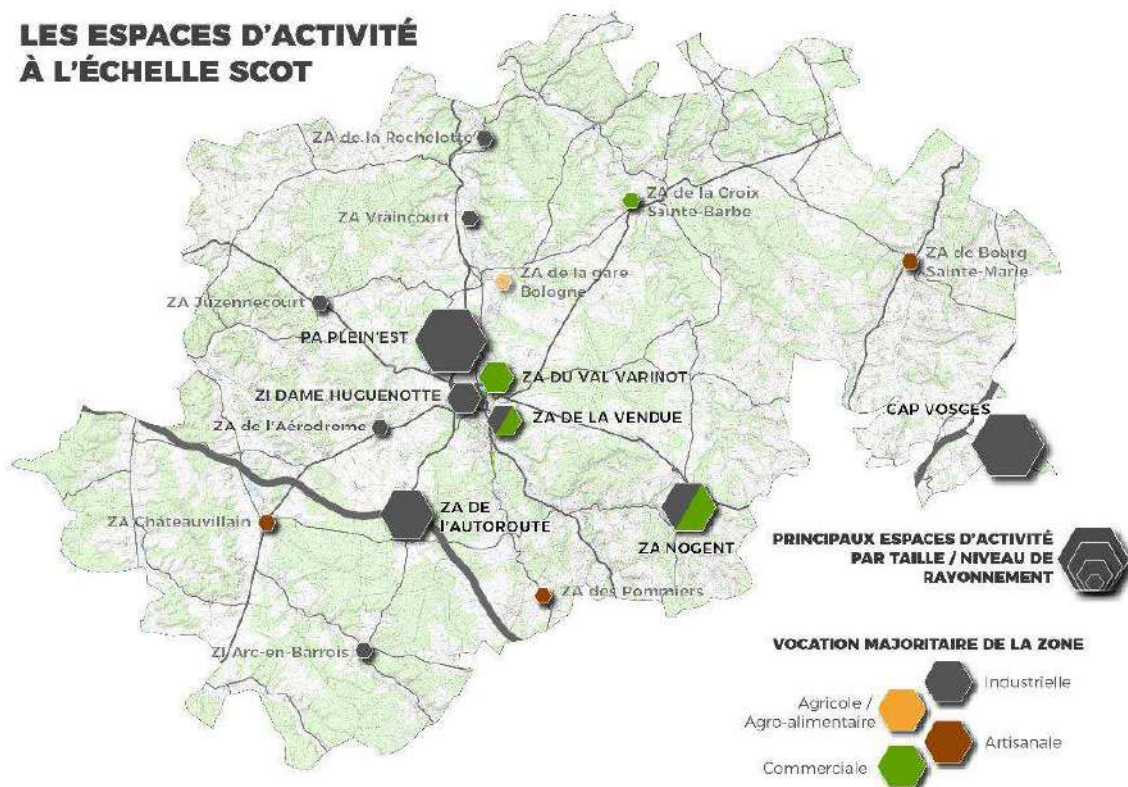 LES ESPACES D'ACTIVITÉ
À L'ÉCHELLE SCOT
ZA de la Rochelotte
ZA de la Croix
Sainte-Barbe
ZA Vraincourt
ZA de Bourg
Sainte-Marie
ZA de la gare
Bologne
ZA Juzennecourt
PA PLEIN'EST
ZA DU VAL VARINOT
ZI DAME HUGUENOTTE
ZA DE LA VENDUE
CAP VOSGES
ZA de l'Aérodrome
ZA DE
l'AUTOROUTE
ZA Châteauvillain
ZA NOGENT
PRINCIPAUX ESPACES D'ACTIVITÉ
PAR TAILLE / NIVEAU DE
RAYONNEMENT
ZA des Pommiers
ZI Arc-en-Barrois
VOCATION MAJORITAIRE DE LA ZONE
Industrielle
Agricole /
Agro-alimentaire
Artisanale
Commerciale